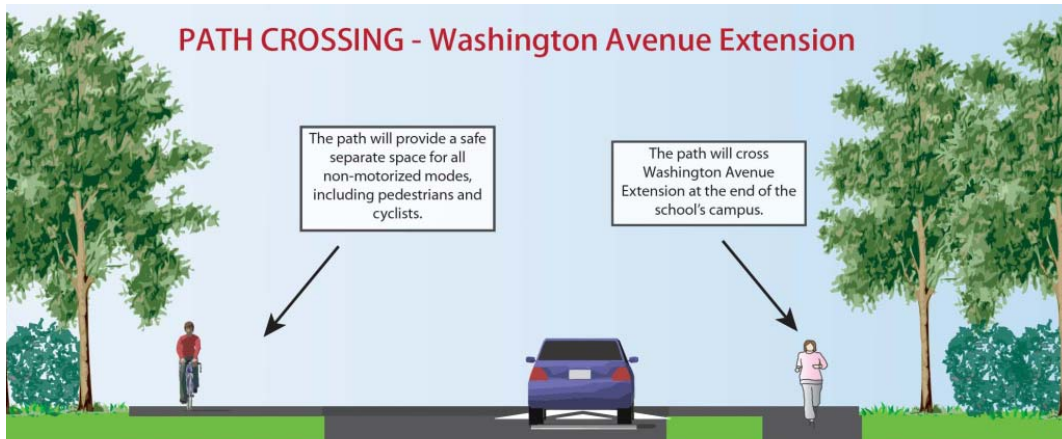 PATH CROSSING - Washington Avenue Extension
The path will provide a safe
separate space for all
non-motorized modes,
including pedestrians and
cyclists.
The path will cross
Washington Avenue
Extension at the end of the
school's campus.